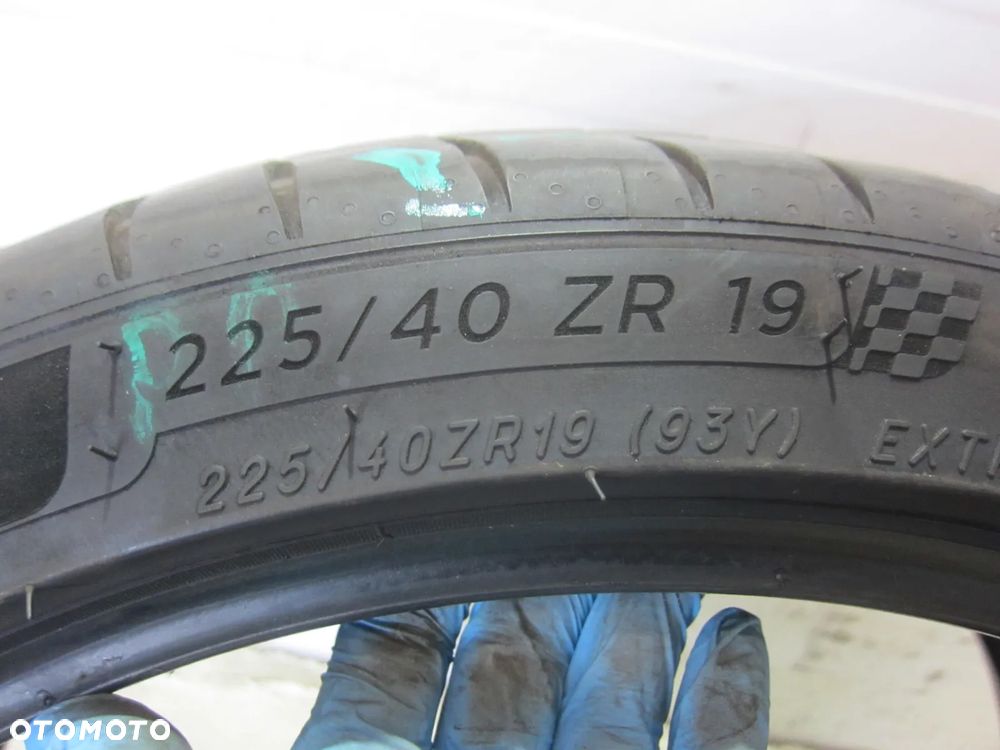 225/40 ZR 19
225/40ZR19 (93Y) EXT
OTOMOTO